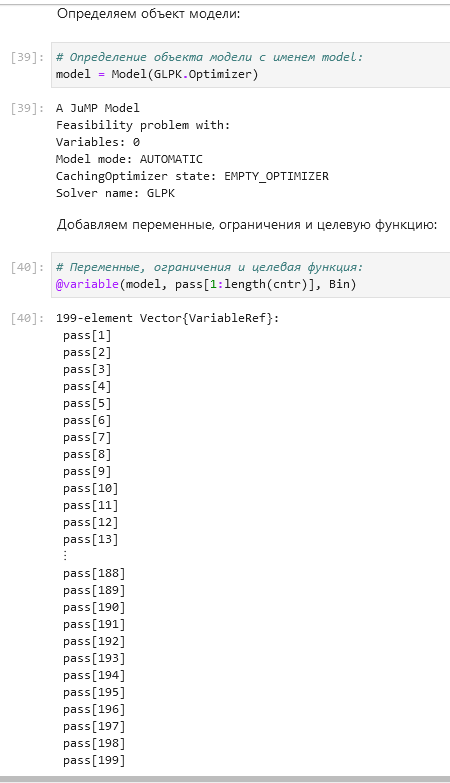 Определяем объект модели:
[39]: # Определение объекта модели с именем model:
model = Model(GLPK.Optimizer)
[39]: A JuMP Model
Feasibility problem with:
Variables: 0
Model mode: AUTOMATIC
CachingOptimizer state: EMPTY_OPTIMIZER
Solver name: GLPK
Добавляем переменные, ограничения и целевую функцию:
[40]: # Переменные, ограничения и целевая функция:
@variable(model, pass[1:length(cntr)], Bin)
[40]: 199-element Vector{VariableRef}:
pass[1]
pass[2]
pass[3]
pass[4]
pass[5]
pass[6]
pass[7]
pass[8]
pass[9]
pass[10]
pass[11]
pass[12]
pass[13]
⋮
pass[188]
pass[189]
pass[190]
pass[191]
pass[192]
pass[193]
pass[194]
pass[195]
pass[196]
pass[197]
pass[198]
pass[199]